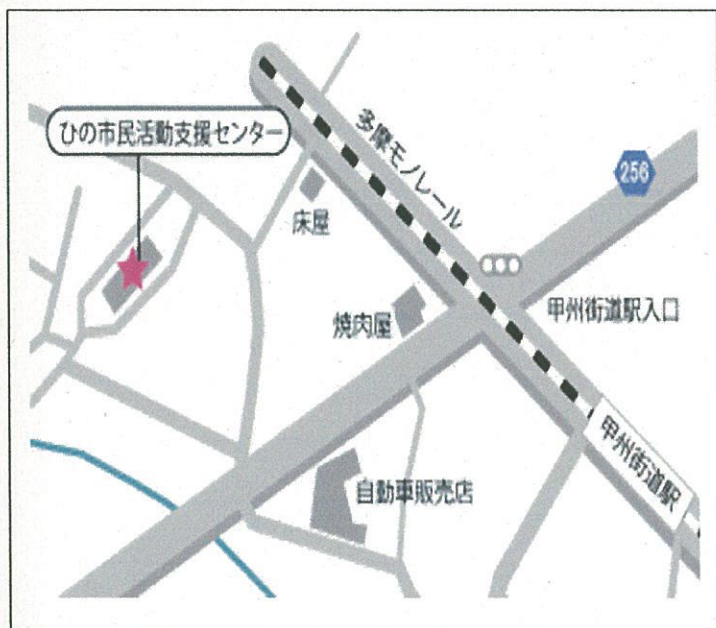 ひの市民活動支援センター
多摩モノレール
256
床屋
甲州街道駅入口
焼肉屋
甲州街道駅
自動車販売店